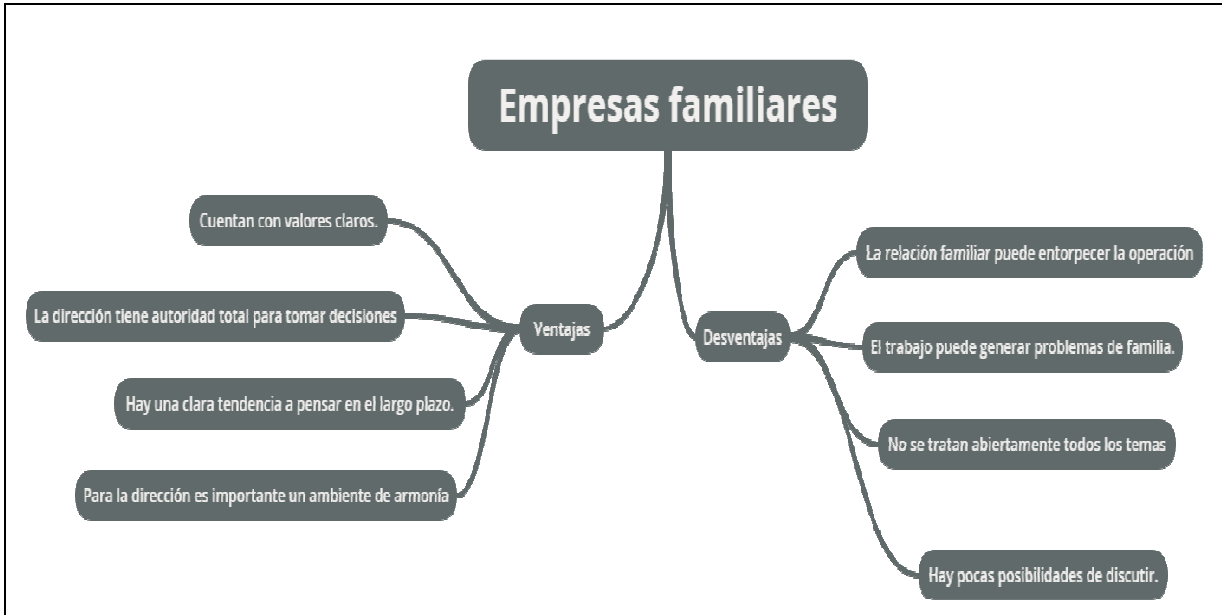 Empresas familiares
Ventajas
Cuentan con valores claros.
La dirección tiene autoridad total para tomar decisiones
Hay una clara tendencia a pensar en el largo plazo.
Para la dirección es importante un ambiente de armonía
Desventajas
La relación familiar puede entorpecer la operación
El trabajo puede generar problemas de familia.
No se tratan abiertamente todos los temas
Hay pocas posibilidades de discutir.